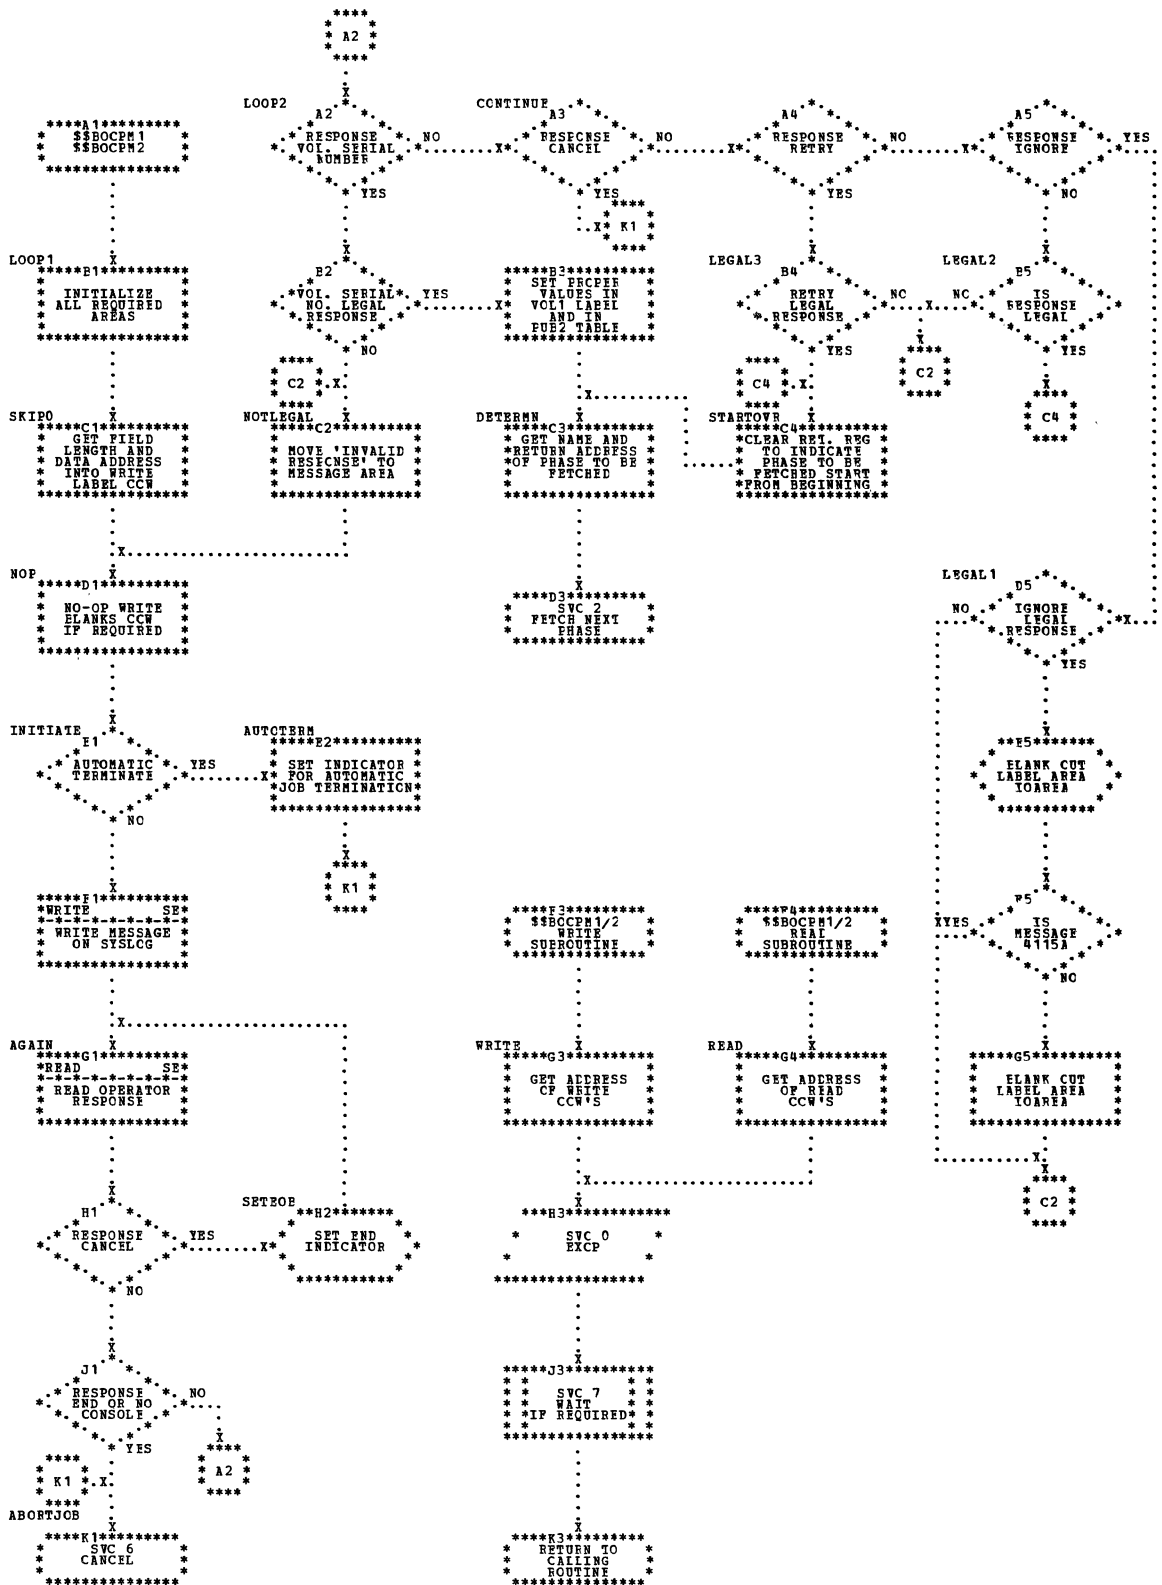 A2
LOOP2
A2
RESPONSE
VOL. SERIAL
NUMBER
NO
YES
CONTINUE
A3
RESPONSE
CANCEL
NO
YES
K1
A4
RESPONSE
RETRY
NO
YES
A5
RESPONSE
IGNORE
YES
NO
A1
$$BOCPM1
$$BOCPM2
LOOP1
B1
INITIALIZE
ALL REQUIRED
AREAS
B2
VOL. SERIAL
NO. LEGAL
RESPONSE
YES
NO
B3
SET PROPER
VALUES IN
VOL1 LABEL
AND IN
PUB2 TABLE
LEGAL3
B4
RETRY
LEGAL
RESPONSE
NO
YES
LEGAL2
B5
IS
RESPONSE
LEGAL
NO
YES
C2
C4
C2
C4
SKIP0
C1
GET FIELD
LENGTH AND
DATA ADDRESS
INTO WRITE
LABEL CCW
NOTLEGAL
C2
MOVE 'INVALID
RESPONSE' TO
MESSAGE AREA
DETERMN
C3
GET NAME AND
RETURN ADDRESS
OF PHASE TO BE
FETCHED
STARTOVR
C4
CLEAR RET. REG
TO INDICATE
PHASE TO BE
FETCHED START
FROM BEGINNING
NOP
D1
NO-OP WRITE
BLANKS CCW
IF REQUIRED
D3
SVC 2
FETCH NEXT
PHASE
LEGAL1
D5
IGNORE
LEGAL
RESPONSE
NO
YES
INITIATE
E1
AUTOMATIC
TERMINATE
YES
NO
AUTOTERM
E2
SET INDICATOR
FOR AUTOMATIC
JOB TERMINATION
K1
E5
BLANK OUT
LABEL AREA
IOAREA
F1
WRITE SE
WRITE MESSAGE
ON SYSLOG
F3
$$BOCPM1/2
WRITE
SUBROUTINE
F4
$$BOCPM1/2
REAL
SUBROUTINE
F5
IS
MESSAGE
4115A
YES
NO
AGAIN
G1
READ SE
READ OPERATOR
RESPONSE
WRITE
G3
GET ADDRESS
OF WRITE
CCW'S
READ
G4
GET ADDRESS
OF READ
CCW'S
G5
BLANK OUT
LABEL AREA
IOAREA
C2
H1
RESPONSE
CANCEL
YES
NO
SETEOB
H2
SET END
INDICATOR
H3
SVC 0
EXCP
J1
RESPONSE
END OR NO
CONSOLE
NO
YES
A2
J3
SVC 7
WAIT
IF REQUIRED
K1
ABORTJOB
K1
SVC 6
CANCEL
K3
RETURN TO
CALLING
ROUTINE